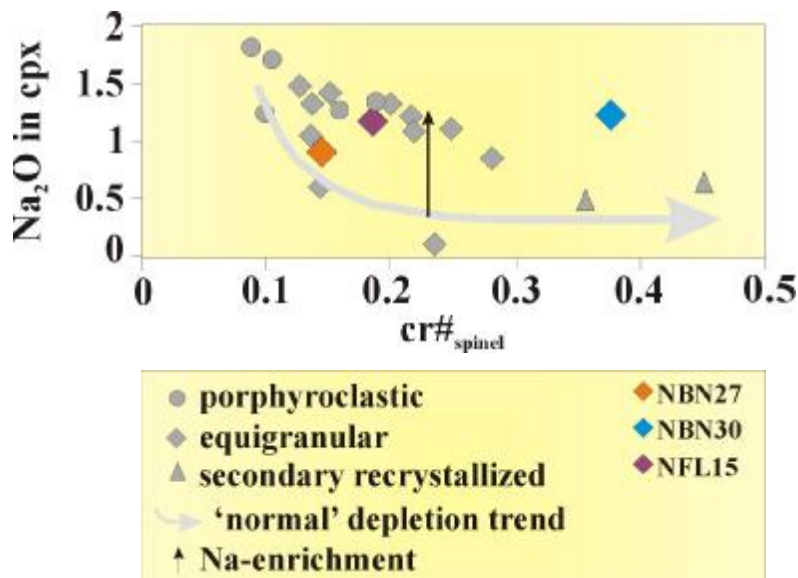 2
1.5
1
0.5
0
Na₂O in cpx
0 0.1 0.2 0.3 0.4 0.5
cr#spinel
porphyroclastic NBN27
equigranular NBN30
secondary recrystallized NFL15
‘normal’ depletion trend
Na-enrichment